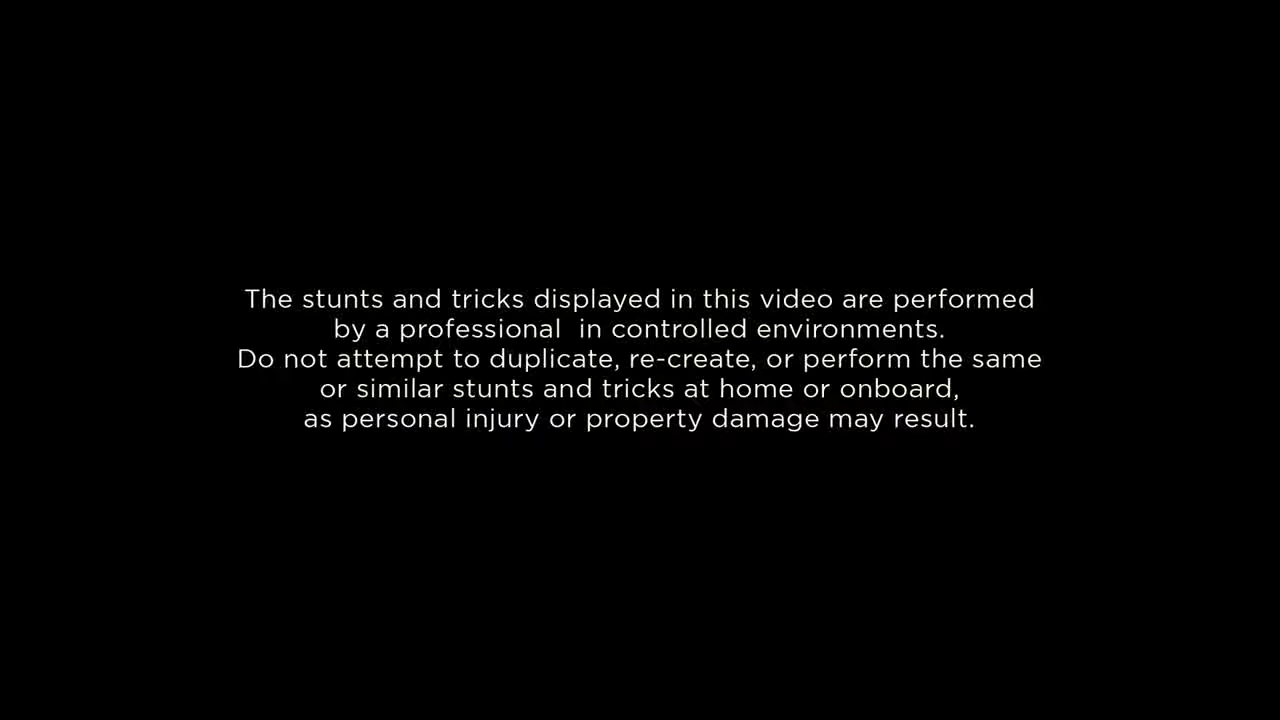 The stunts and tricks displayed in this video are performed
by a professional  in controlled environments.
Do not attempt to duplicate, re-create, or perform the same
or similar stunts and tricks at home or onboard,
as personal injury or property damage may result.